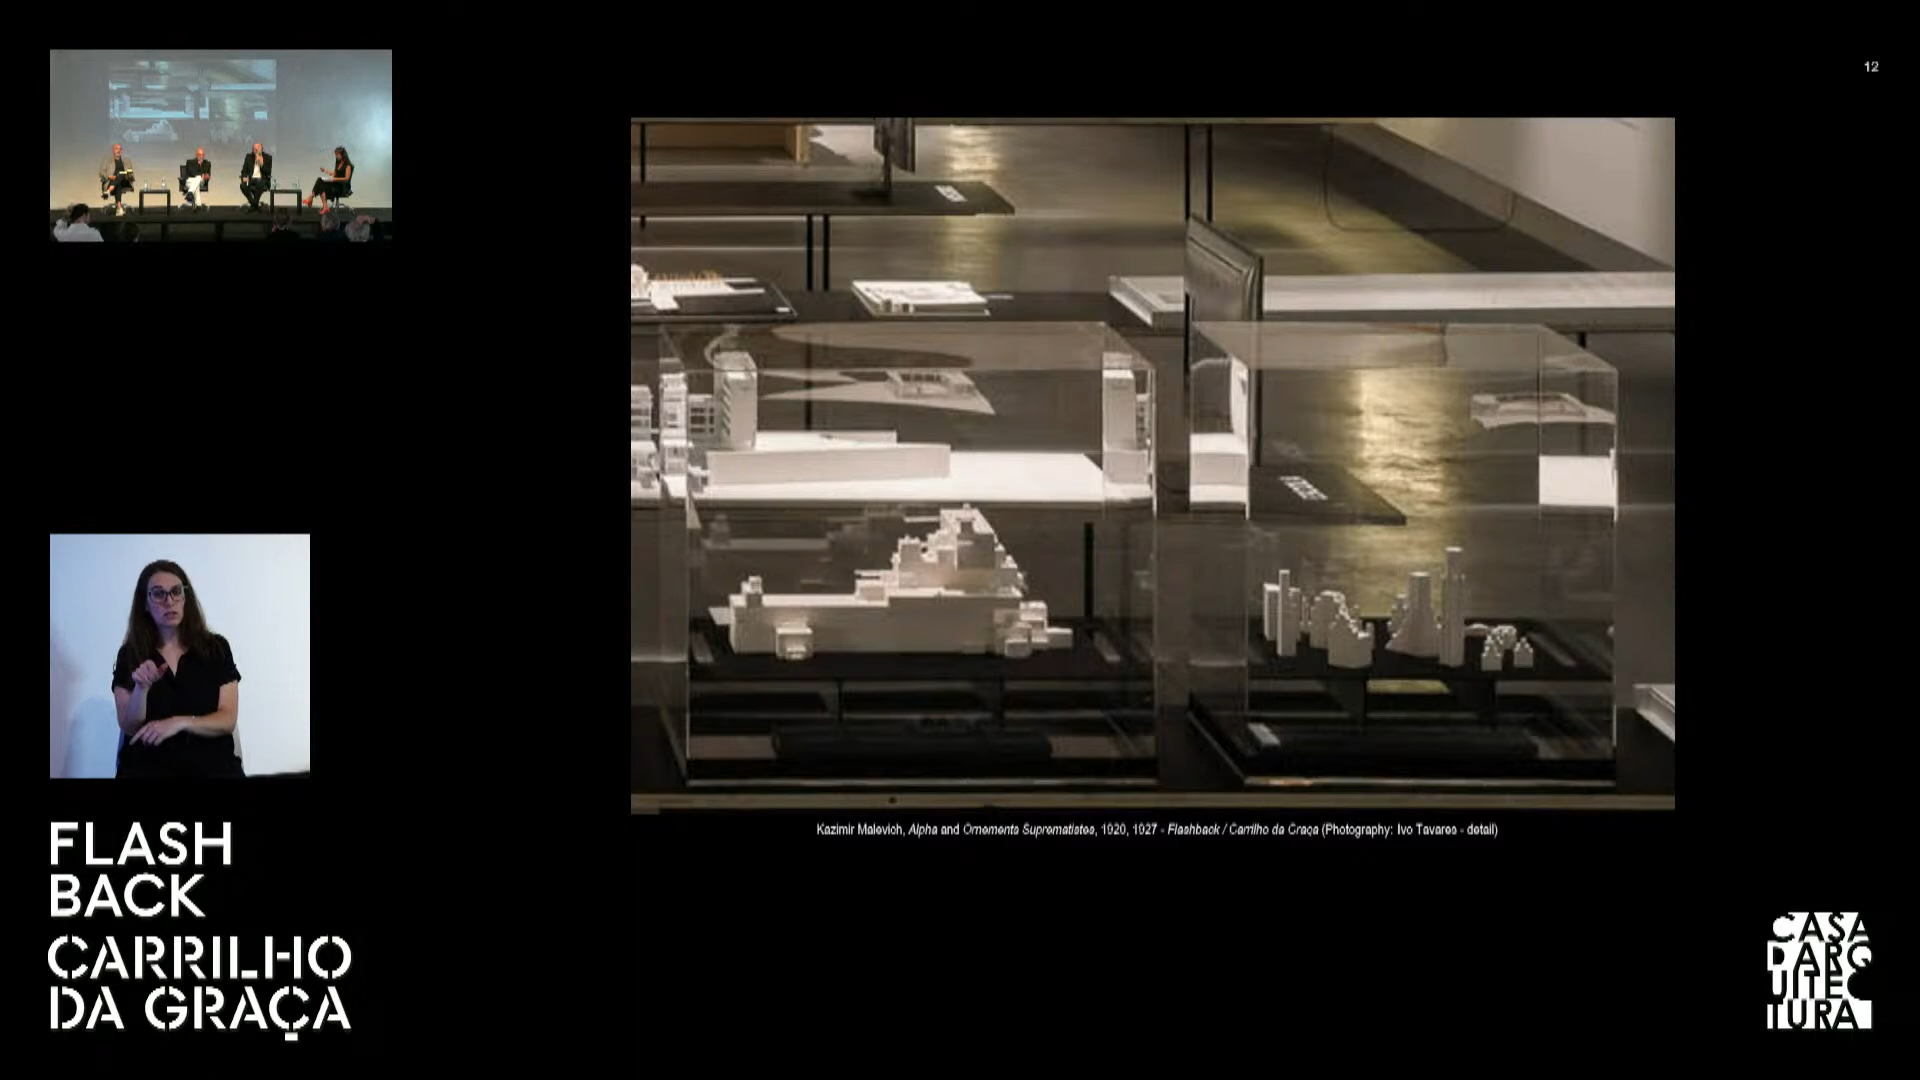 12
Kazimir Malevich, Alpha and Ornements Suprematistes, 1920, 1927 - Flashback / Carrilho da Graça (Photography: Ivo Tavares - detail)
FLASH
BACK
CARRILHO
DA GRAÇA
CASA
DARQ
UITEC
TURA